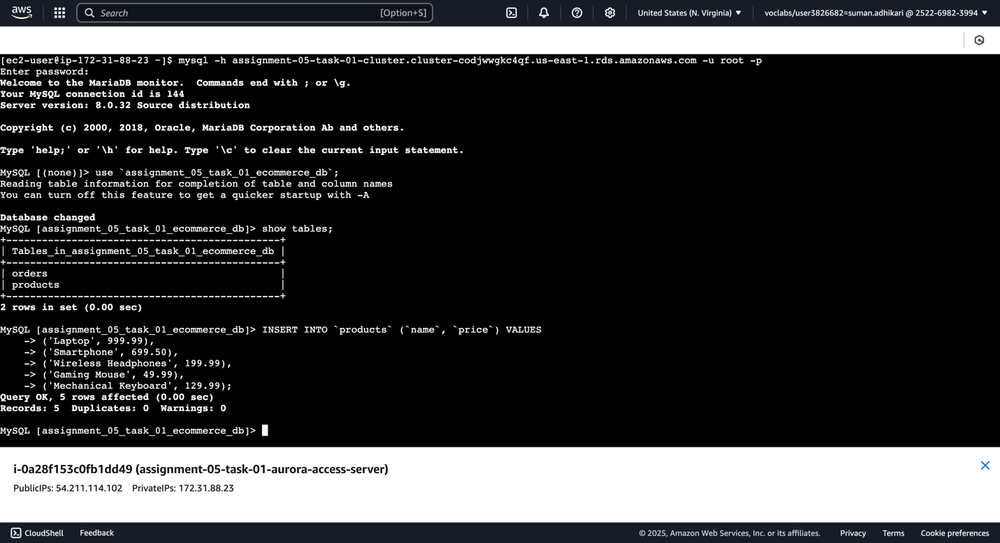 aws
Search [Option+S]
United States (N. Virginia) ▼
voclabs/user3826682=suman.adhikari @ 2522-6982-3994 ▼
[ec2-user@ip-172-31-88-23 ~]$ mysql -h assignment-05-task-01-cluster.cluster-codjwwgkc4qf.us-east-1.rds.amazonaws.com -u root -p
Enter password:
Welcome to the MariaDB monitor.  Commands end with ; or \g.
Your MySQL connection id is 144
Server version: 8.0.32 Source distribution
Copyright (c) 2000, 2018, Oracle, MariaDB Corporation Ab and others.
Type 'help;' or '\h' for help. Type '\c' to clear the current input statement.
MySQL [(none)]> use `assignment_05_task_01_ecommerce_db`;
Reading table information for completion of table and column names
You can turn off this feature to get a quicker startup with -A
Database changed
MySQL [assignment_05_task_01_ecommerce_db]> show tables;
+----------------------------------------------+
| Tables_in_assignment_05_task_01_ecommerce_db |
+----------------------------------------------+
| orders                                       |
| products                                     |
+----------------------------------------------+
2 rows in set (0.00 sec)
MySQL [assignment_05_task_01_ecommerce_db]> INSERT INTO `products` (`name`, `price`) VALUES
    -> ('Laptop', 999.99),
    -> ('Smartphone', 699.50),
    -> ('Wireless Headphones', 199.99),
    -> ('Gaming Mouse', 49.99),
    -> ('Mechanical Keyboard', 129.99);
Query OK, 5 rows affected (0.00 sec)
Records: 5  Duplicates: 0  Warnings: 0
MySQL [assignment_05_task_01_ecommerce_db]>
i-0a28f153c0fb1dd49 (assignment-05-task-01-aurora-access-server)
PublicIPs: 54.211.114.102 PrivateIPs: 172.31.88.23
CloudShell Feedback © 2025, Amazon Web Services, Inc. or its affiliates. Privacy Terms Cookie preferences